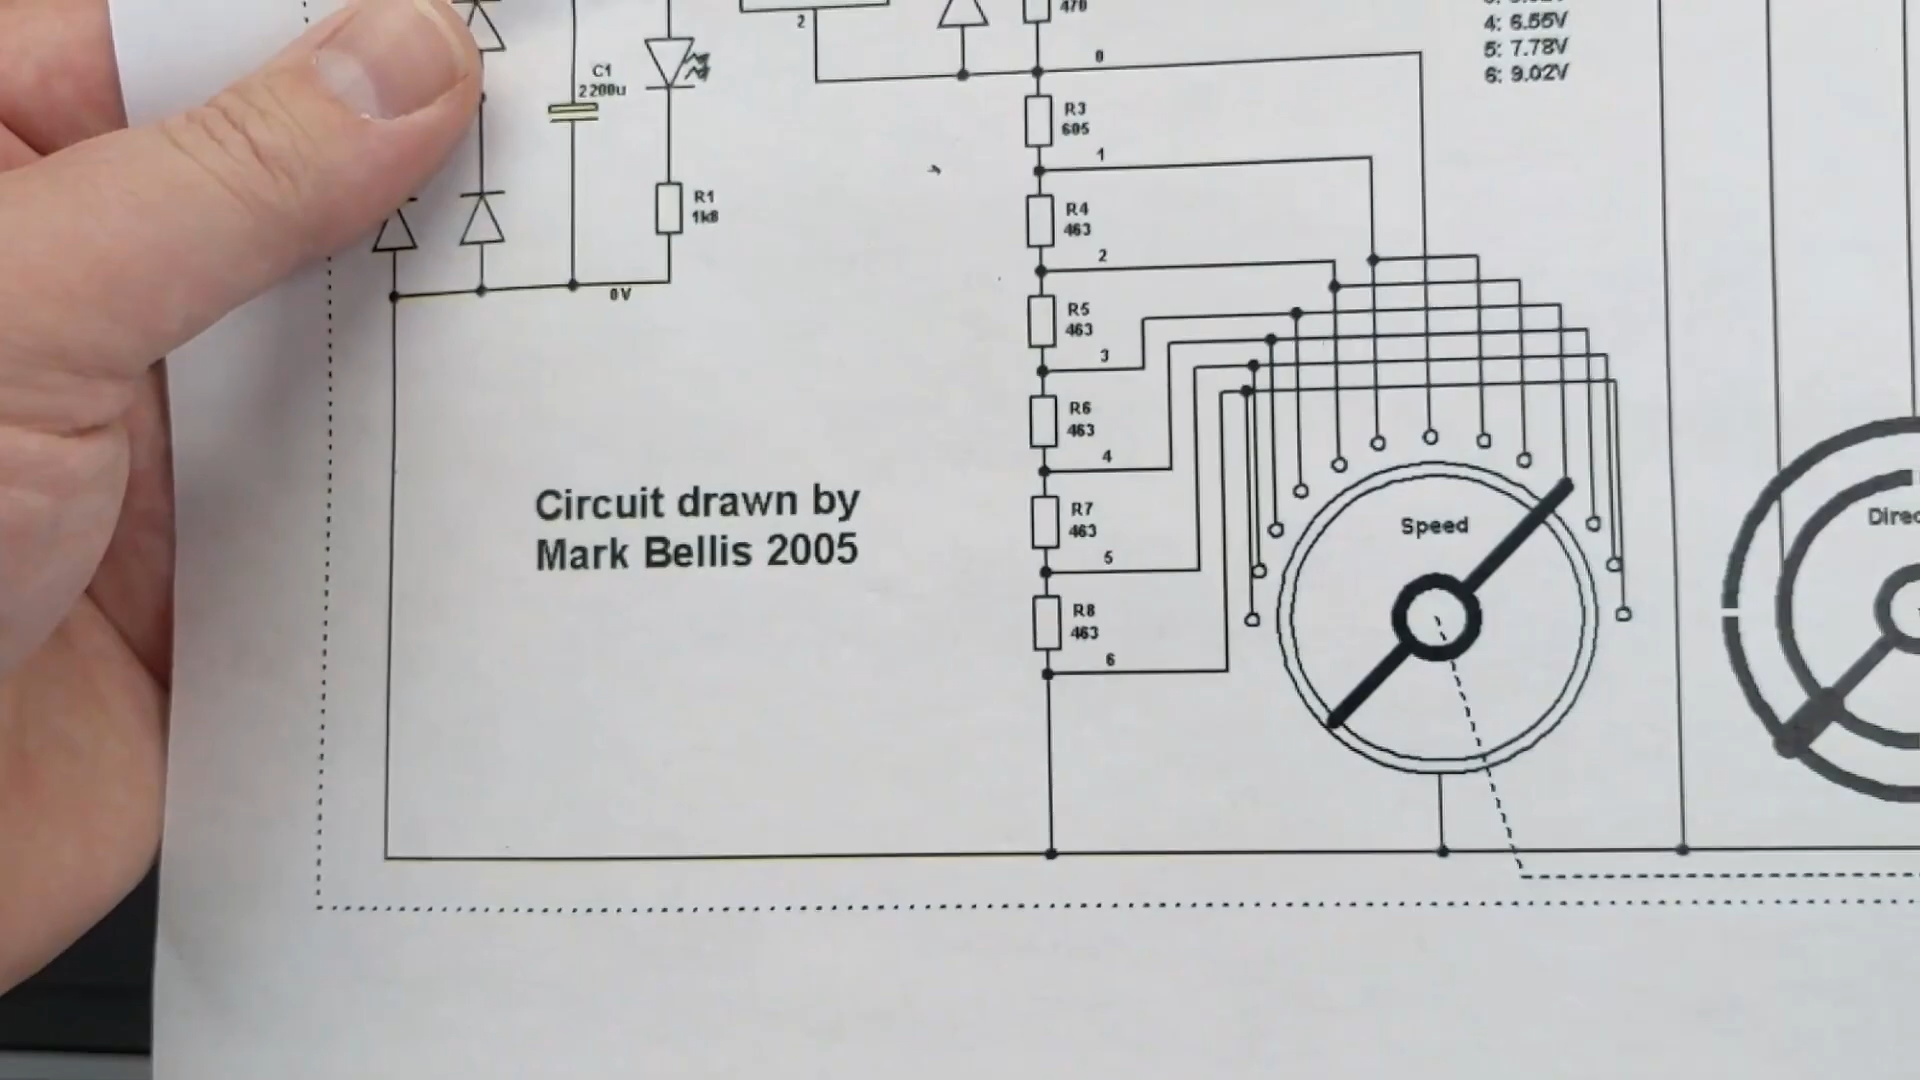 470
4: 6.55V
5: 7.78V
6: 9.02V
2
0
C1
2200u
R3
605
1
R1
1k8
R4
463
2
0V
R5
463
3
R6
463
4
Circuit drawn by
Mark Bellis 2005
R7
463
5
Speed
R8
463
6